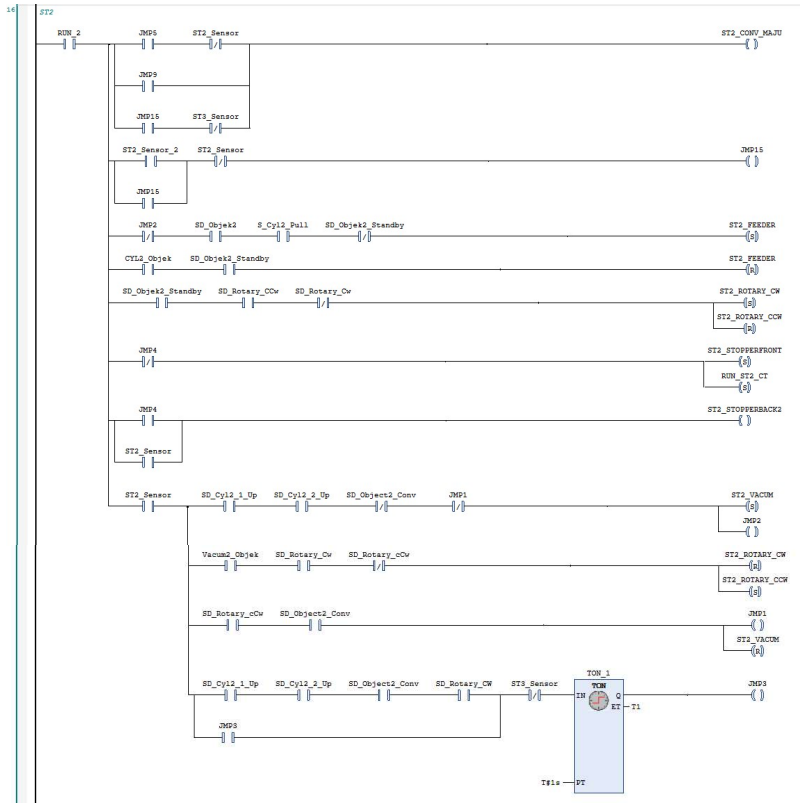 16 ST2
RUN_2 JMP5 ST2_Sensor ST2_CONV_MAJU
JMP9
JMP15 ST3_Sensor
ST2_Sensor_2 ST2_Sensor JMP15
JMP15
JMP2 SD_Objek2 S_Cyl2_Pull SD_Objek2_Standby ST2_FEEDER
S
CYL2_Objek SD_Objek2_Standby ST2_FEEDER
R
SD_Objek2_Standby SD_Rotary_CCw SD_Rotary_Cw ST2_ROTARY_CW
S
ST2_ROTARY_CCW
R
JMP4 ST2_STOPPERFRONT
S
RUN_ST2_CT
S
JMP4 ST2_STOPPERBACK2
ST2_Sensor
ST2_Sensor SD_Cyl2_1_Up SD_Cyl2_2_Up SD_Object2_Conv JMP1 ST2_VACUM
S
JMP2
Vacum2_Objek SD_Rotary_Cw SD_Rotary_cCw ST2_ROTARY_CW
R
ST2_ROTARY_CCW
S
SD_Rotary_cCw SD_Object2_Conv JMP1
ST2_VACUM
R
TON_1
SD_Cyl2_1_Up SD_Cyl2_2_Up SD_Object2_Conv SD_Rotary_CW ST3_Sensor TON JMP3
IN Q
ET T1
JMP3
T#1s PT